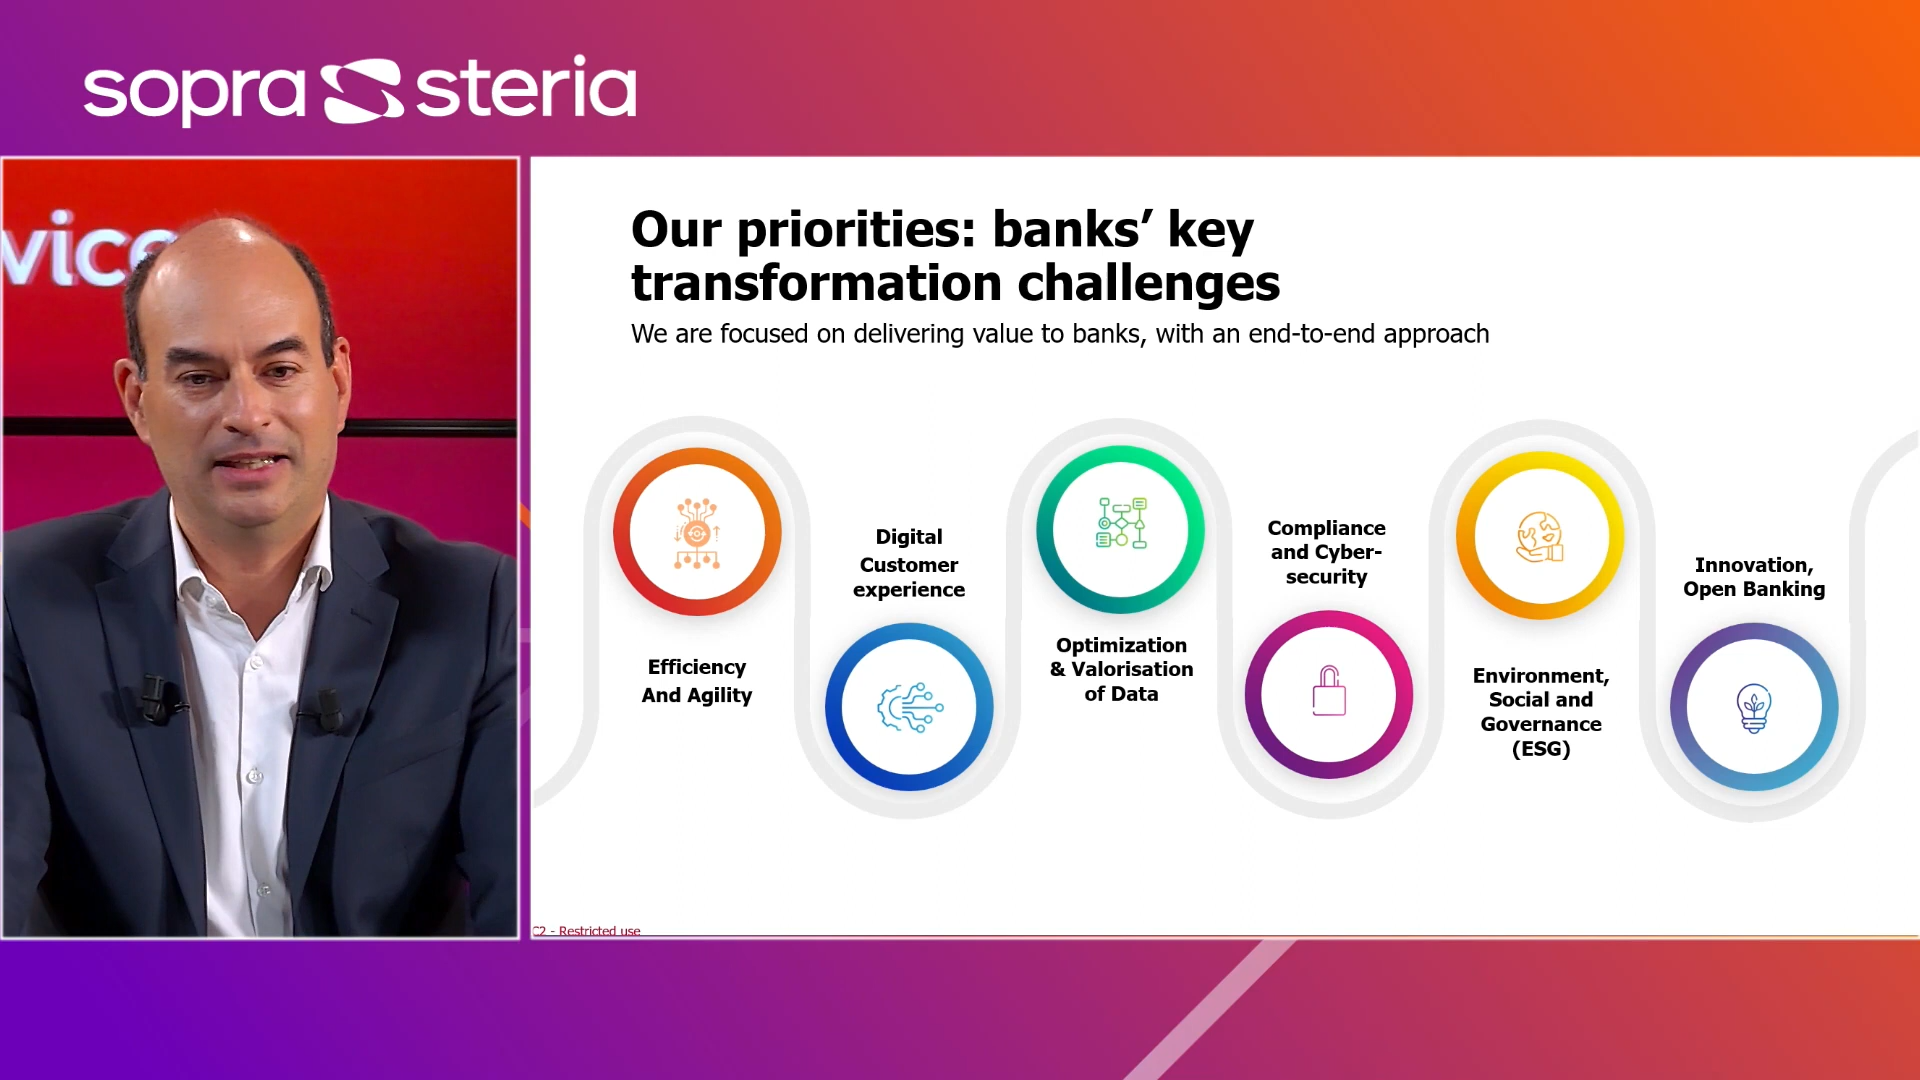 sopra steria
vice
Our priorities: banks’ key
transformation challenges
We are focused on delivering value to banks, with an end-to-end approach
Efficiency
And Agility
Digital
Customer
experience
Optimization
& Valorisation
of Data
Compliance
and Cyber-
security
Environment,
Social and
Governance
(ESG)
Innovation,
Open Banking
C2 - Restricted use